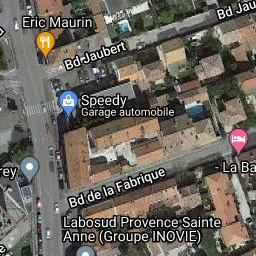 Eric Maurin
Bd Jaubert
Bd J
Speedy
Garage automobile
rey
- La Ba
Bd de la Fabrique
Labosud Provence Sainte
Anne (Groupe INOVIE)